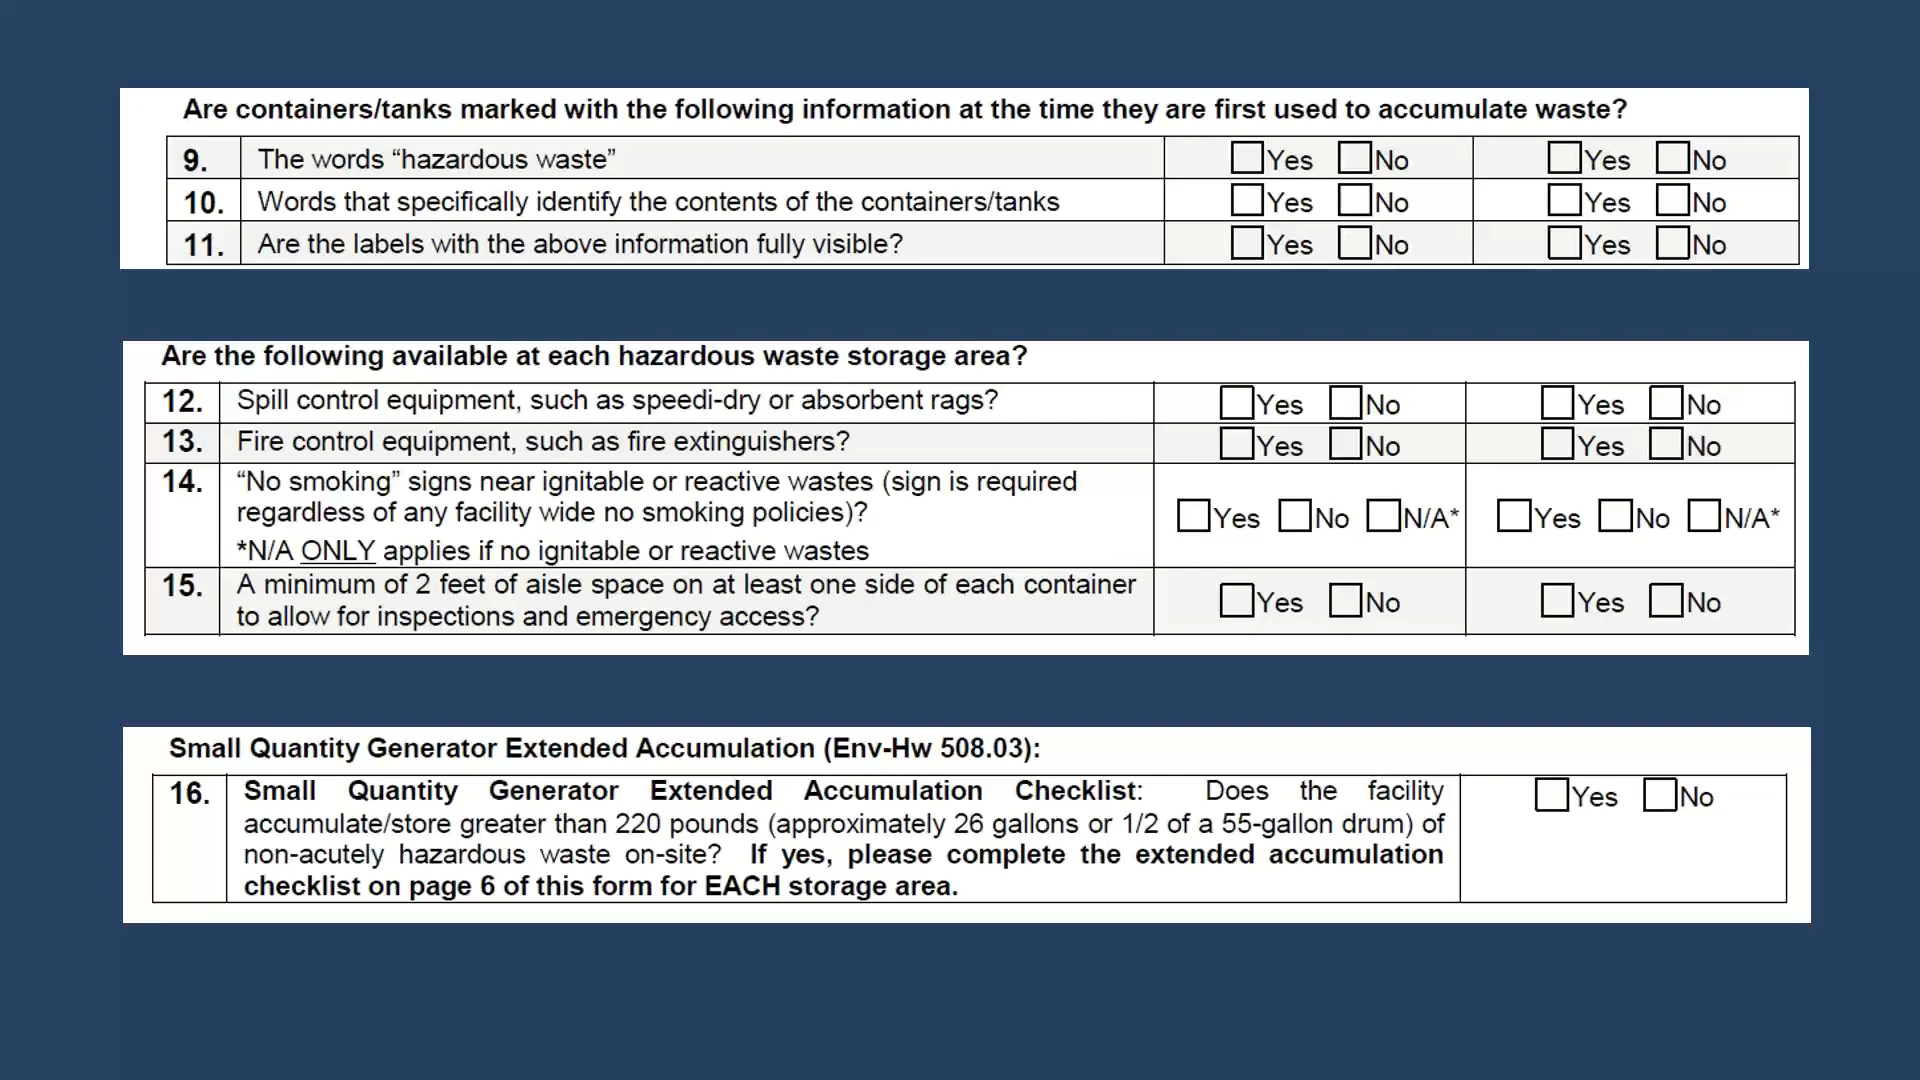 Are containers/tanks marked with the following information at the time they are first used to accumulate waste?
9. The words “hazardous waste” Yes No Yes No
10. Words that specifically identify the contents of the containers/tanks Yes No Yes No
11. Are the labels with the above information fully visible? Yes No Yes No
Are the following available at each hazardous waste storage area?
12. Spill control equipment, such as speedi-dry or absorbent rags? Yes No Yes No
13. Fire control equipment, such as fire extinguishers? Yes No Yes No
14. “No smoking” signs near ignitable or reactive wastes (sign is required
regardless of any facility wide no smoking policies)? Yes No N/A* Yes No N/A*
*N/A ONLY applies if no ignitable or reactive wastes
15. A minimum of 2 feet of aisle space on at least one side of each container
to allow for inspections and emergency access? Yes No Yes No
Small Quantity Generator Extended Accumulation (Env-Hw 508.03):
16. Small Quantity Generator Extended Accumulation Checklist: Does the facility Yes No
accumulate/store greater than 220 pounds (approximately 26 gallons or 1/2 of a 55-gallon drum) of
non-acutely hazardous waste on-site? If yes, please complete the extended accumulation
checklist on page 6 of this form for EACH storage area.